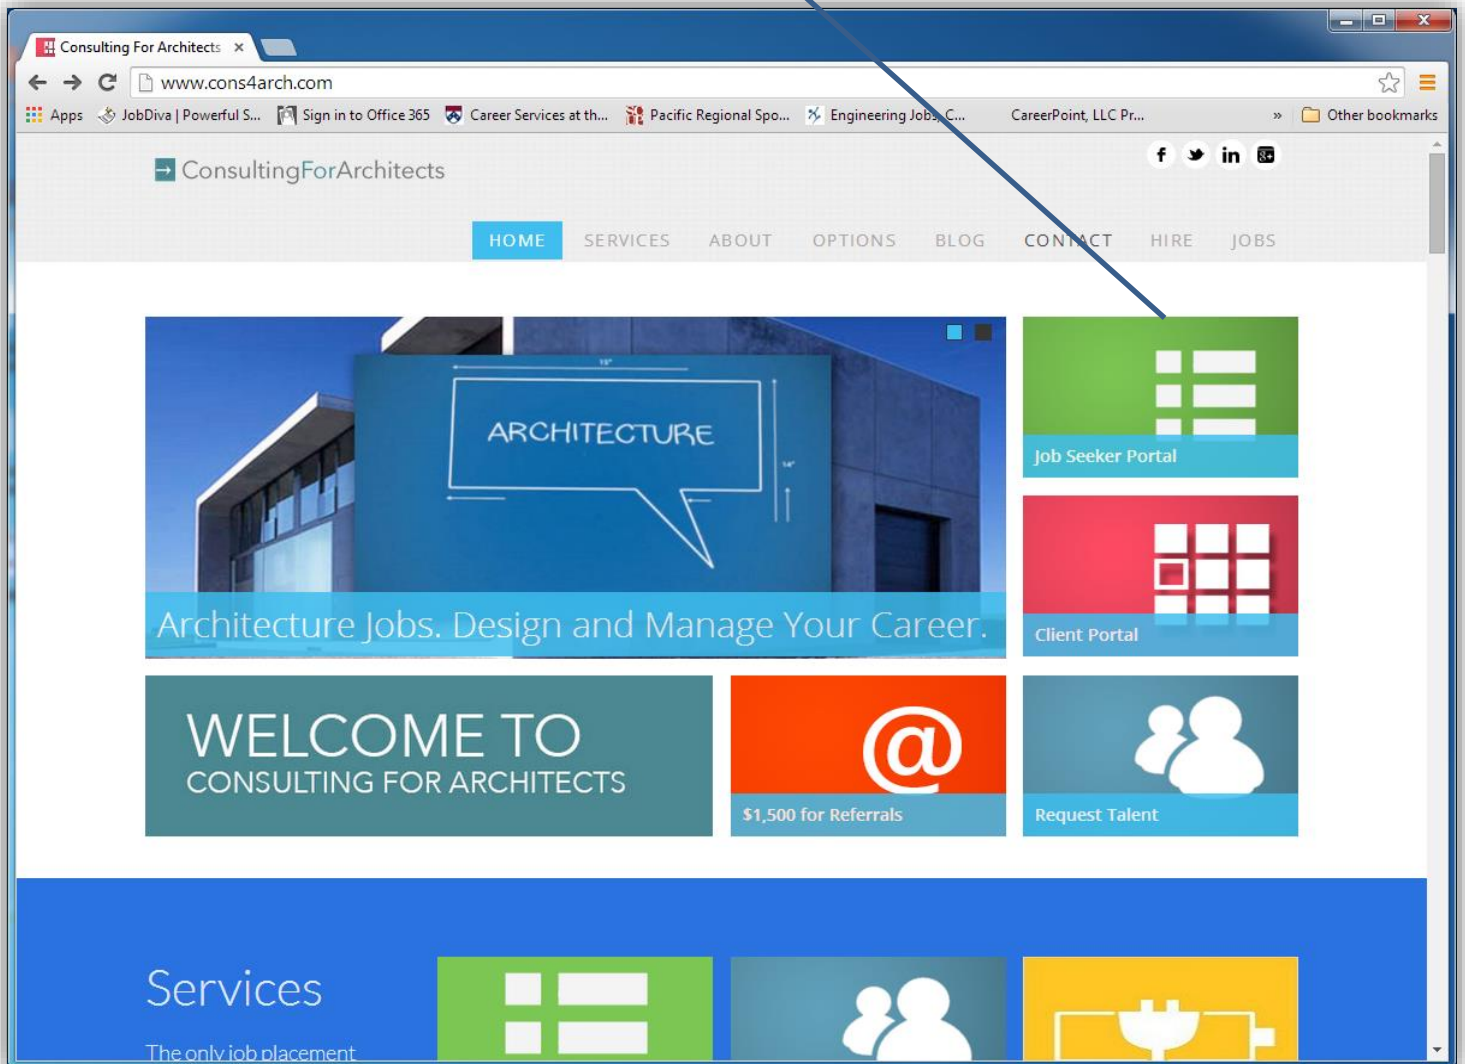 Consulting For Architects
www.cons4arch.com
Apps JobDiva | Powerful S... Sign in to Office 365 Career Services at th... Pacific Regional Spo... Engineering Jobs, C... CareerPoint, LLC Pr... » Other bookmarks
ConsultingForArchitects
HOME SERVICES ABOUT OPTIONS BLOG CONTACT HIRE JOBS
15"
ARCHITECTURE
14"
Architecture Jobs. Design and Manage Your Career.
Job Seeker Portal
Client Portal
WELCOME TO
CONSULTING FOR ARCHITECTS
@
$1,500 for Referrals
Request Talent
Services
The only job placement